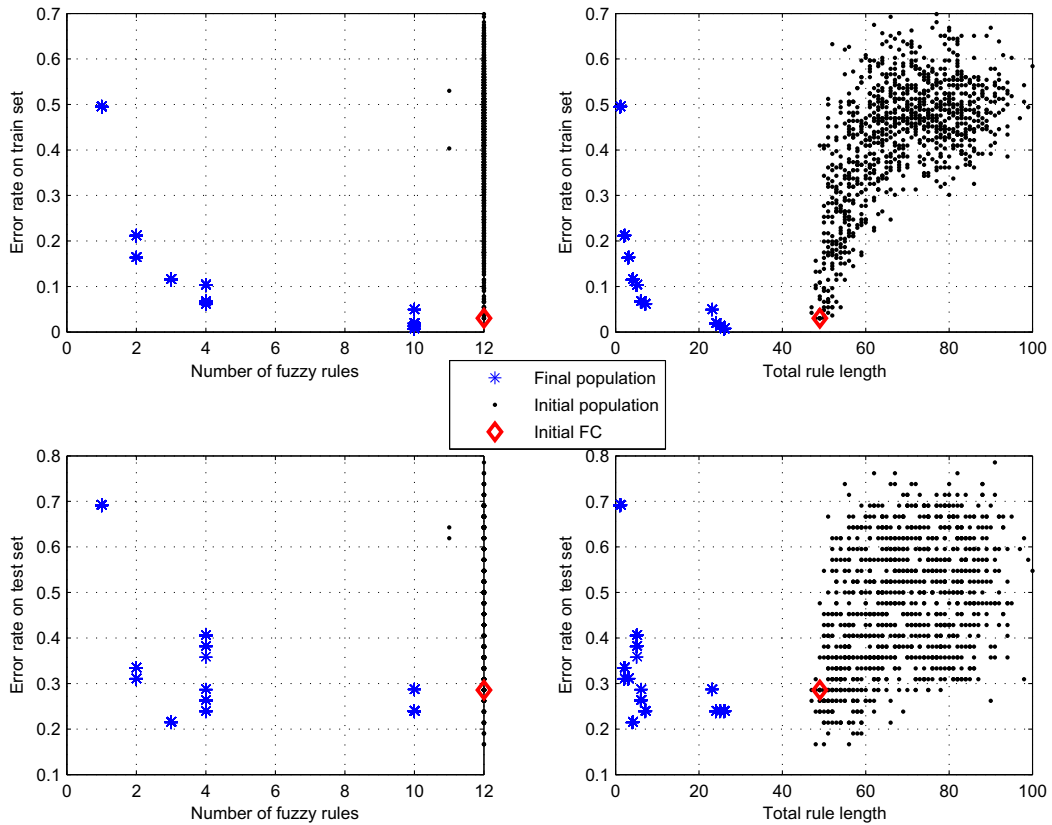 0.7
0.6
0.5
0.4
0.3
0.2
0.1
0
Error rate on train set
0 2 4 6 8 10 12
Number of fuzzy rules
0.7
0.6
0.5
0.4
0.3
0.2
0.1
0
Error rate on train set
0 20 40 60 80 100
Total rule length
Final population
Initial population
Initial FC
0.8
0.7
0.6
0.5
0.4
0.3
0.2
0.1
Error rate on test set
0 2 4 6 8 10 12
Number of fuzzy rules
0.8
0.7
0.6
0.5
0.4
0.3
0.2
0.1
Error rate on test set
0 20 40 60 80 100
Total rule length